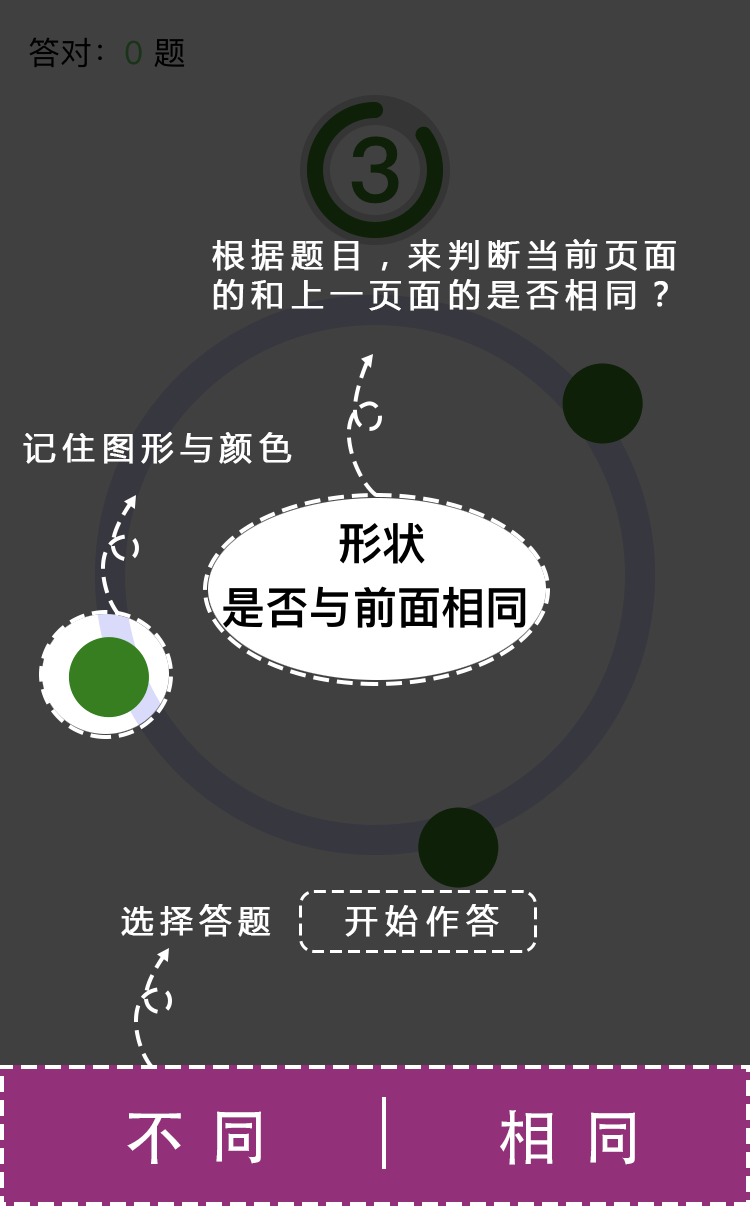 答对：0 题
3
根据题目，来判断当前页面
的和上一页面的是否相同？
记住图形与颜色
形状
是否与前面相同
选择答题
开始作答
不同
相同